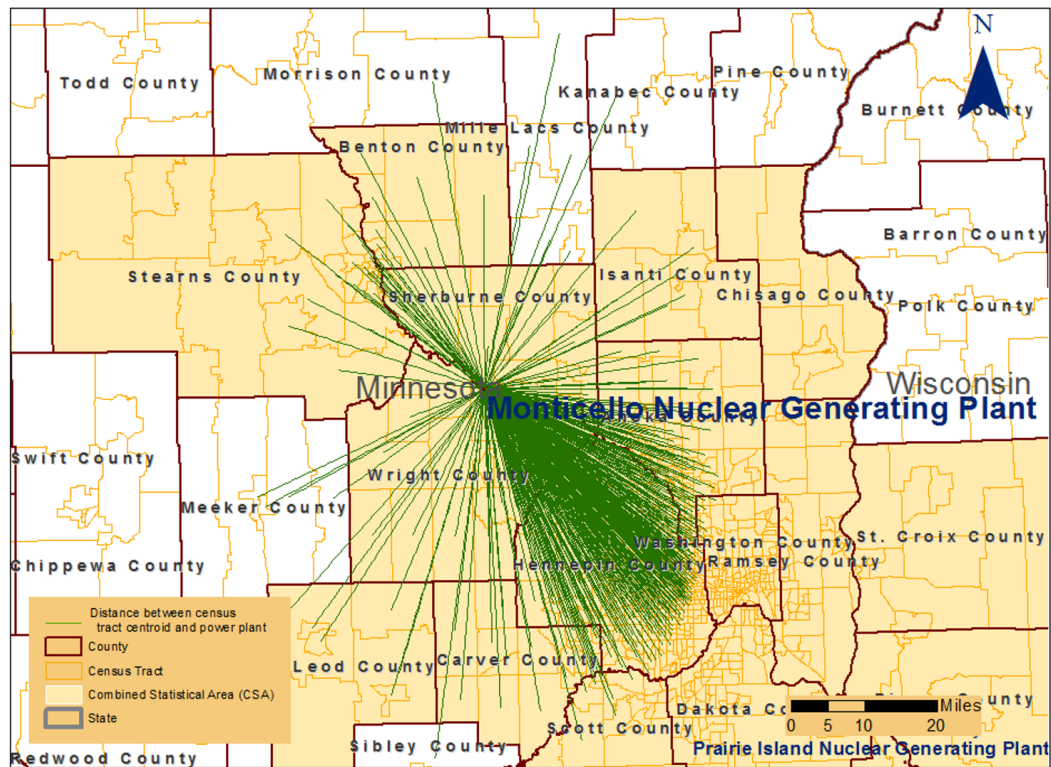 N
Todd County
Morrison County
Pine County
Kanabec County
Burnett County
Mille Lacs County
Benton County
Barron County
Stearns County
Isanti County
Sherburne County
Chisago County
Polk County
Minnesota
Wisconsin
Monticello Nuclear Generating Plant
Anoka County
Swift County
Wright County
Meeker County
Washington County
St. Croix County
Chippewa County
Hennepin County
Ramsey County
Distance between census
tract centroid and power plant
County
Census Tract
Combined Statistical Area (CSA)
State
Leod County
Carver County
County
Dakota Co
Miles
0 5 10 20
Scott County
Sibley County
Prairie Island Nuclear Generating Plant
Redwood County